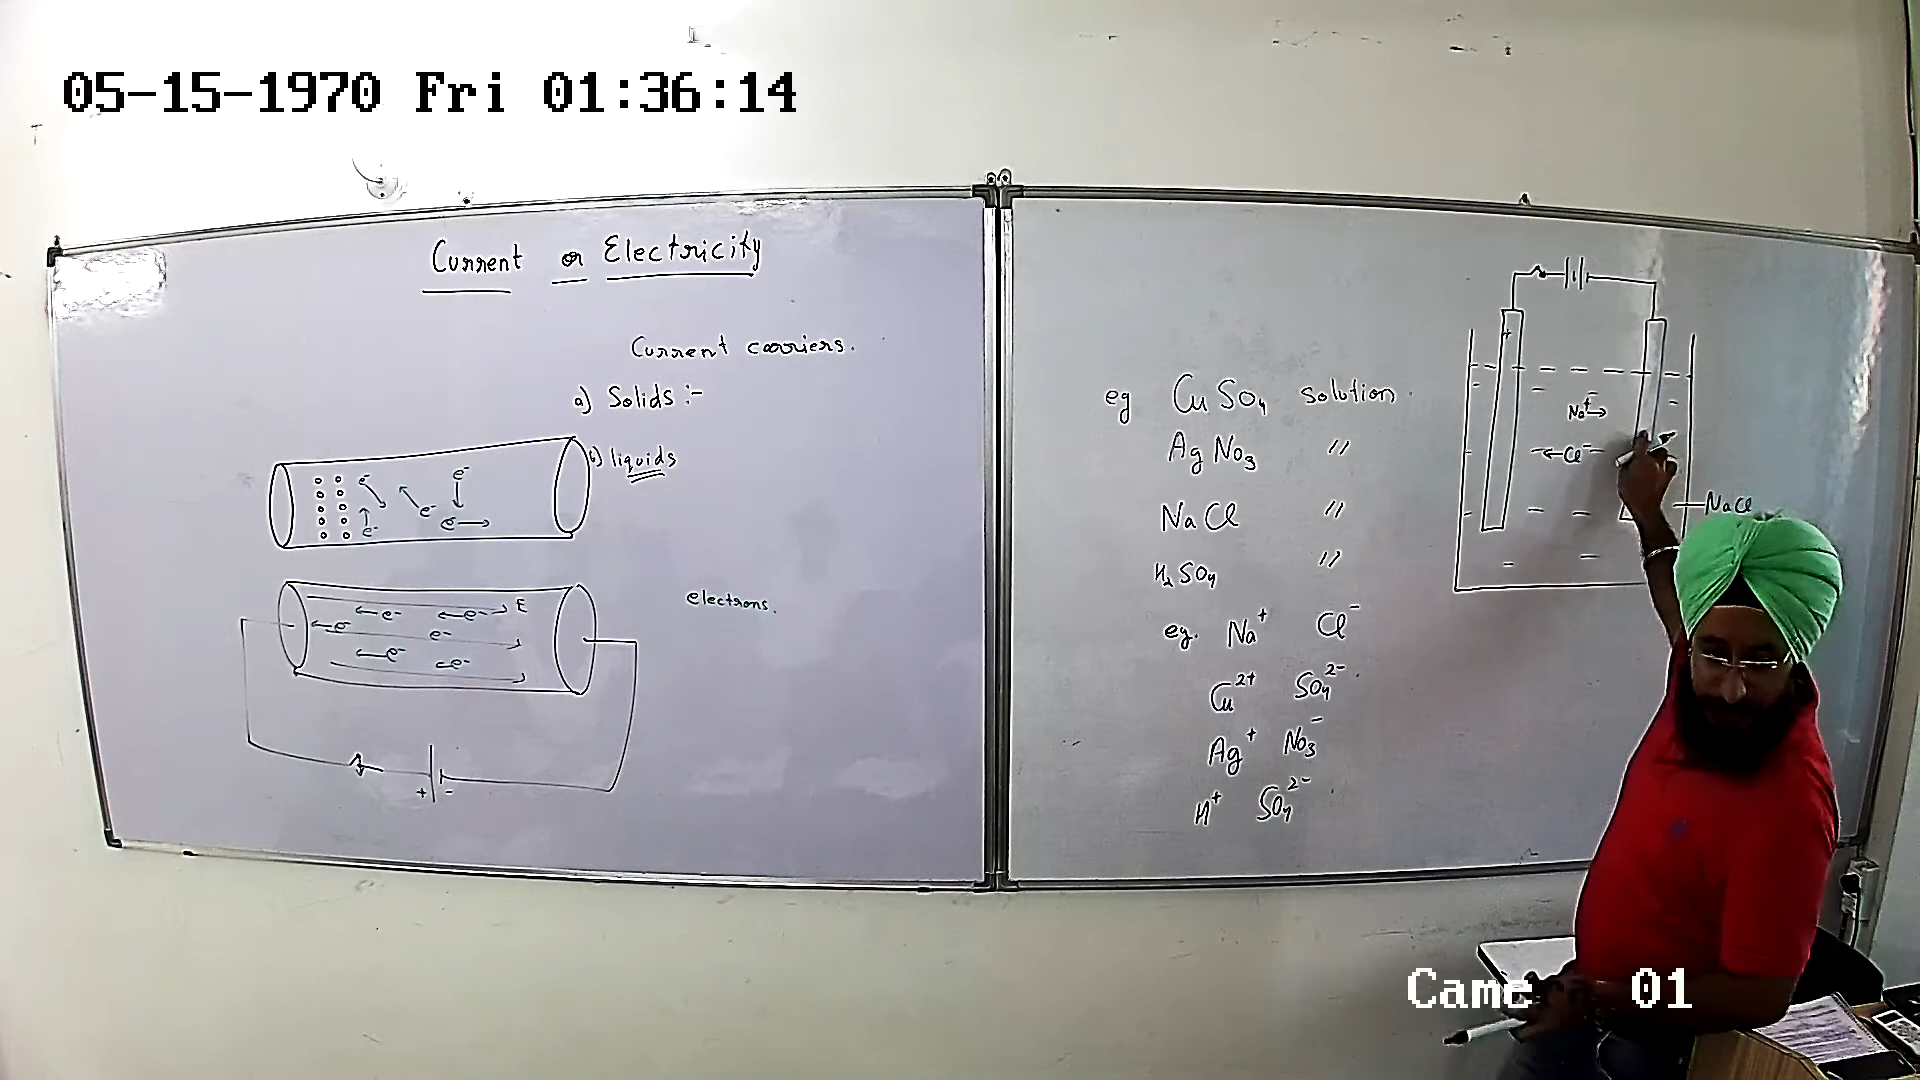 05-15-1970 Fri 01:36:14
Current or Electricity
Current carriers.
a) Solids :-
b) liquids
e⁻ e⁻
e⁻
e⁻ e⁻
electrons.
e⁻ e⁻ E
e⁻ e⁻
e⁻ e⁻
+ -
eg CuSO₄ solution.
AgNO₃ "
NaCl "
H₂SO₄ "
eg. Na⁺ Cl⁻
Cu²⁺ SO₄²⁻
Ag⁺ NO₃⁻
H⁺ SO₄²⁻
+
Na⁺
Cl⁻
NaCl
Came 01